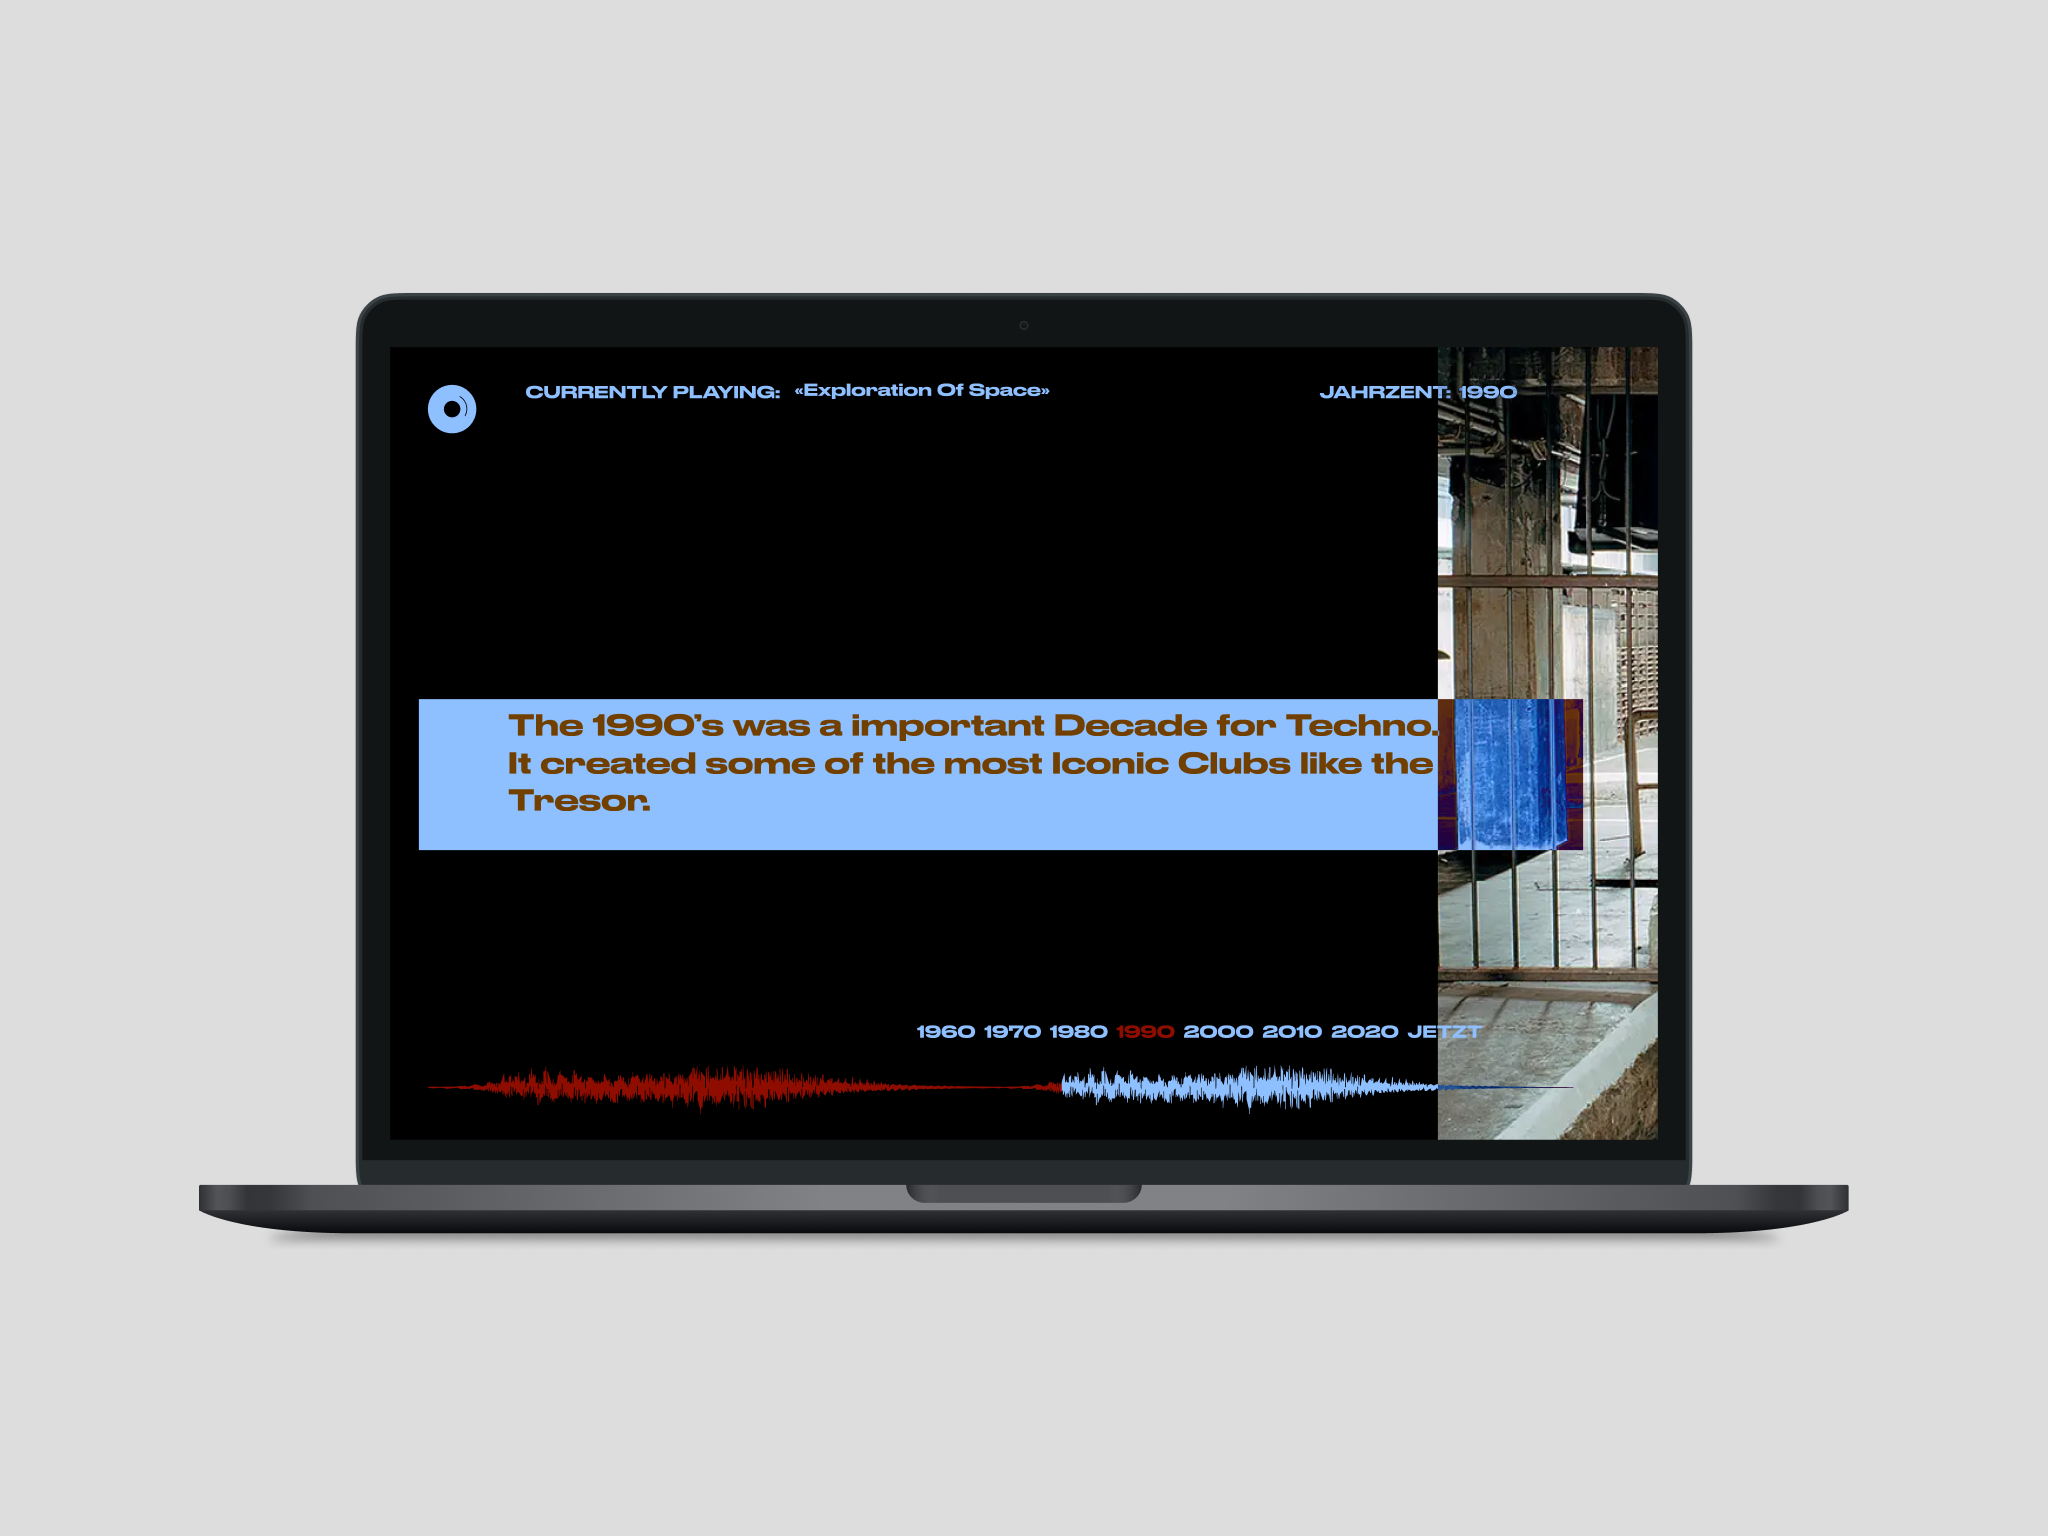 CURRENTLY PLAYING: «Exploration Of Space»
JAHRZENT: 1990
The 1990's was a important Decade for Techno.
It created some of the most Iconic Clubs like the
Tresor.
1960 1970 1980 1990 2000 2010 2020 JETZT